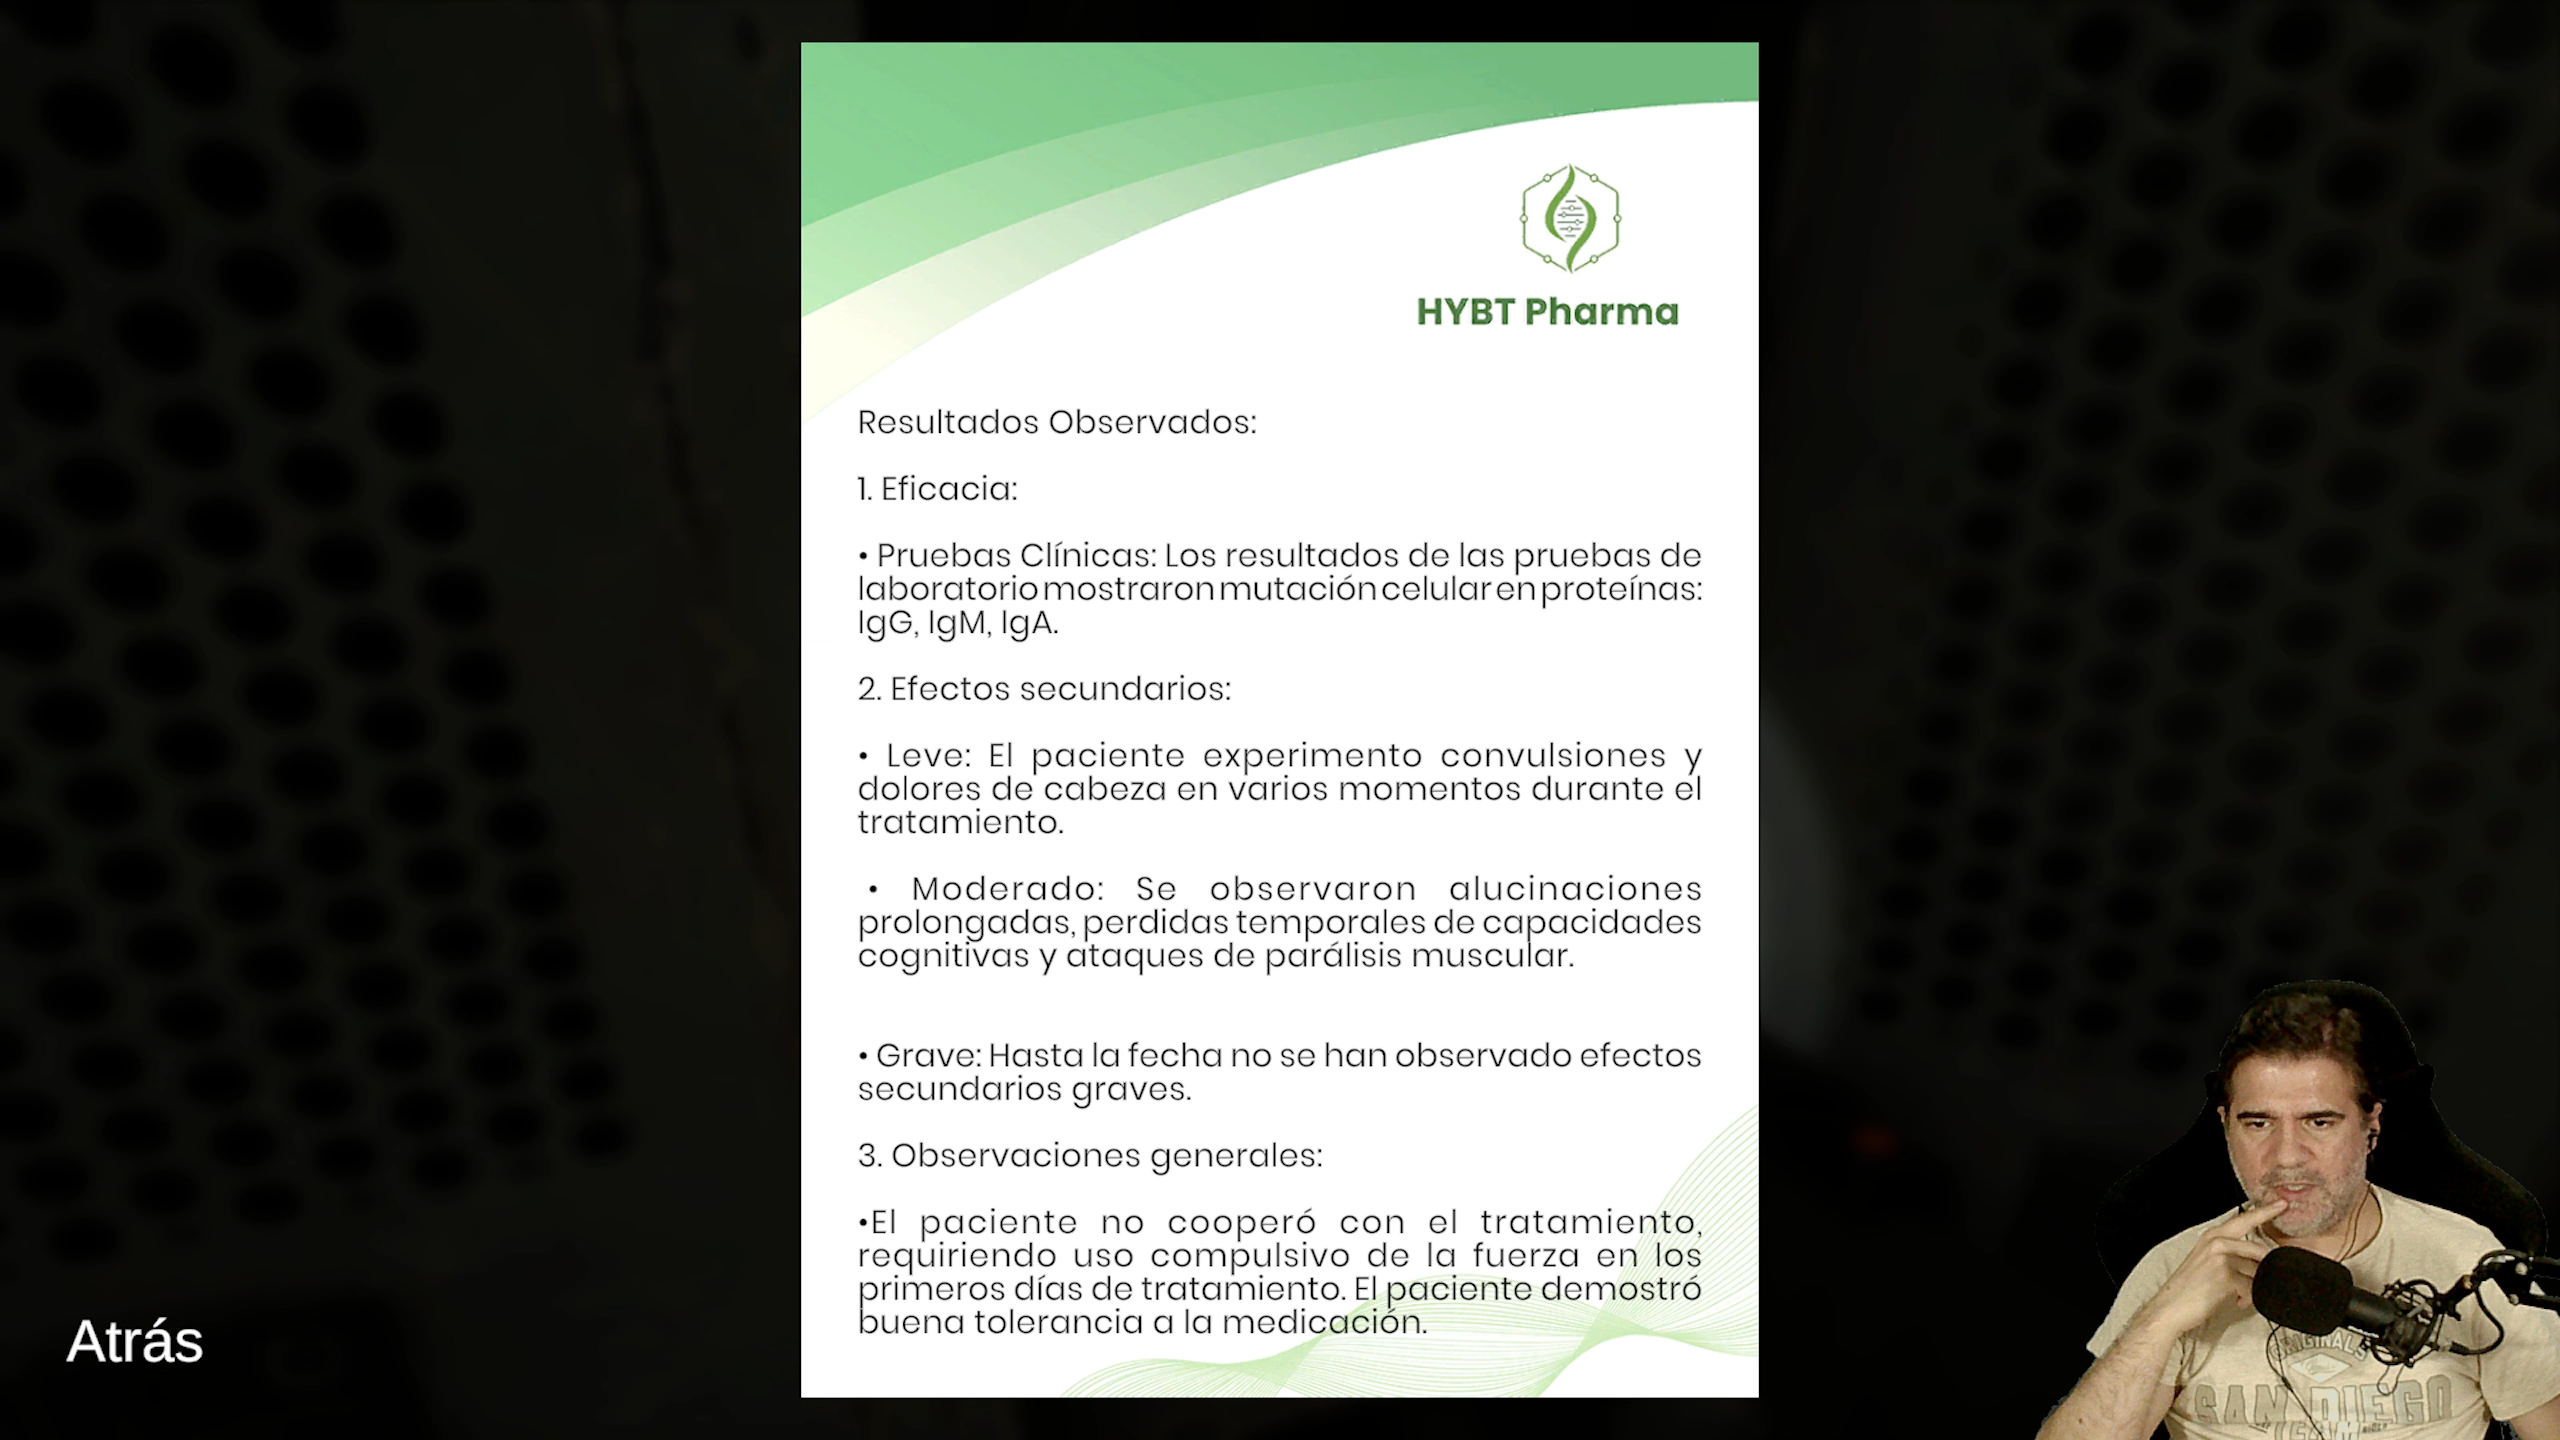 HYBT Pharma
Resultados Observados:
1. Eficacia:
• Pruebas Clínicas: Los resultados de las pruebas de
laboratorio mostraron mutación celular en proteínas:
IgG, IgM, IgA.
2. Efectos secundarios:
• Leve: El paciente experimento convulsiones y
dolores de cabeza en varios momentos durante el
tratamiento.
• Moderado: Se observaron alucinaciones
prolongadas, perdidas temporales de capacidades
cognitivas y ataques de parálisis muscular.
• Grave: Hasta la fecha no se han observado efectos
secundarios graves.
3. Observaciones generales:
•El paciente no cooperó con el tratamiento,
requiriendo uso compulsivo de la fuerza en los
primeros días de tratamiento. El paciente demostró
buena tolerancia a la medicación.
Atrás
ORIGINALS
SAN DIEGO
TEAM